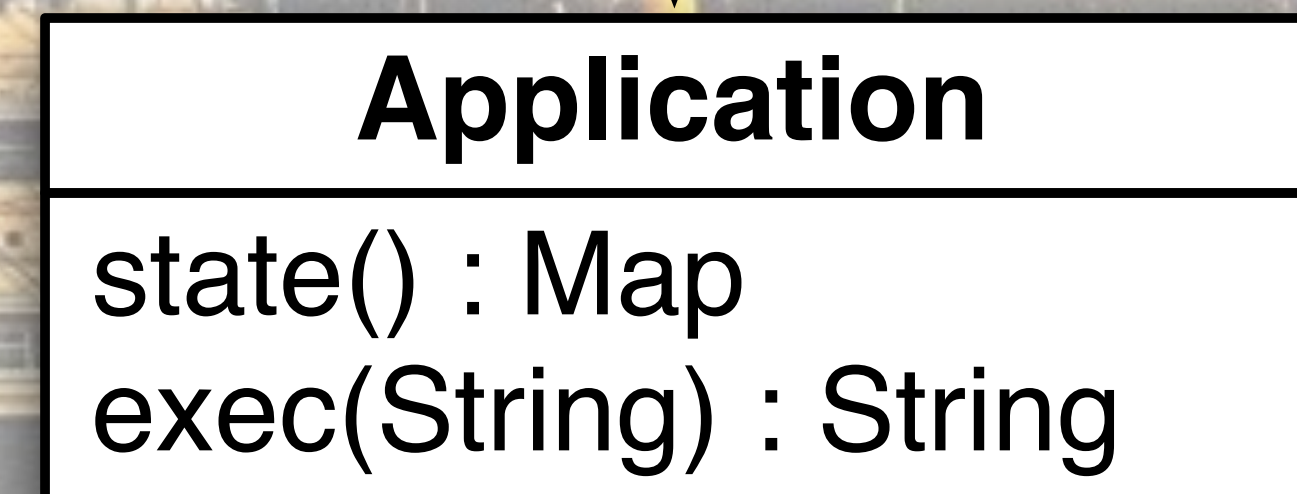 Application
state() : Map
exec(String) : String